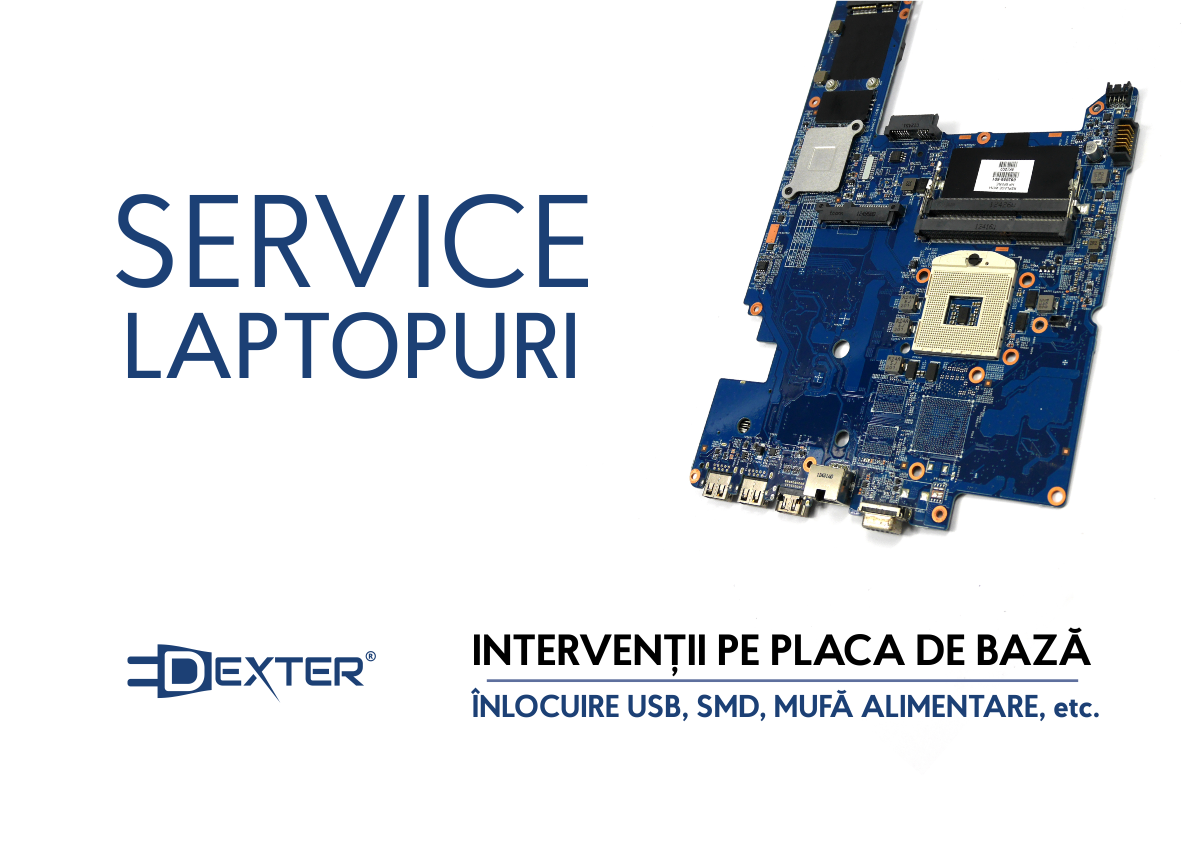 SERVICE
LAPTOPURI
DEXTER®
INTERVENȚII PE PLACA DE BAZĂ
ÎNLOCUIRE USB, SMD, MUFĂ ALIMENTARE, etc.